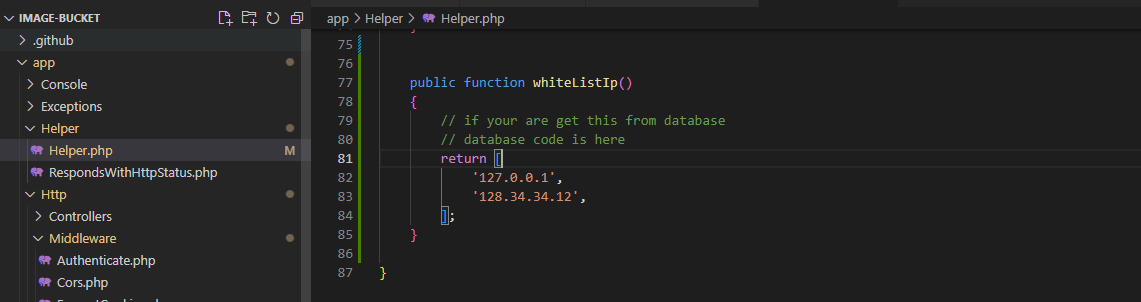 IMAGE-BUCKET
.github
app
Console
Exceptions
Helper
Helper.php M
RespondsWithHttpStatus.php
Http
Controllers
Middleware
Authenticate.php
Cors.php
app > Helper > Helper.php
75
76
77 public function whiteListIp()
78 {
79 // if your are get this from database
80 // database code is here
81 return [
82 '127.0.0.1',
83 '128.34.34.12',
84 ];
85 }
86
87 }